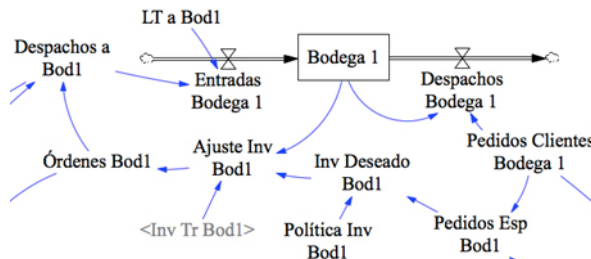 LT a Bod1
Despachos a
Bod1
Bodega 1
Entradas
Bodega 1
Despachos
Bodega 1
Pedidos Clientes
Bodega 1
Órdenes Bod1
Ajuste Inv
Bod1
Inv Deseado
Bod1
<Inv Tr Bod1>
Política Inv
Bod1
Pedidos Esp
Bod1